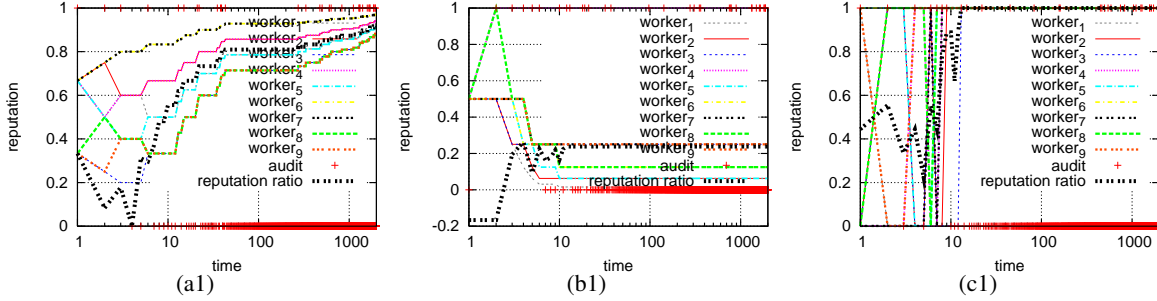 reputation
1
0.8
0.6
0.4
0.2
0
worker1
worker2
worker3
worker4
worker5
worker6
worker7
worker8
worker9
audit
reputation ratio
1 10 100 1000
time
(a1)
reputation
1
0.8
0.6
0.4
0.2
0
-0.2
worker1
worker2
worker3
worker4
worker5
worker6
worker7
worker8
worker9
audit
reputation ratio
1 10 100 1000
time
(b1)
reputation
1
0.8
0.6
0.4
0.2
0
worker1
worker2
worker3
worker4
worker5
worker6
worker7
worker8
worker9
audit
reputation ratio
1 10 100 1000
time
(c1)